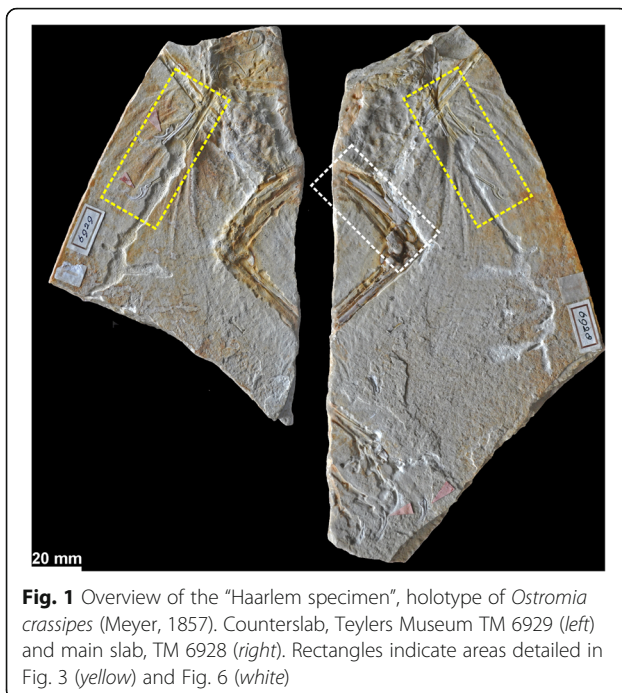 6929
20 mm
Fig. 1 Overview of the “Haarlem specimen”, holotype of Ostromia
crassipes (Meyer, 1857). Counterslab, Teylers Museum TM 6929 (left)
and main slab, TM 6928 (right). Rectangles indicate areas detailed in
Fig. 3 (yellow) and Fig. 6 (white)